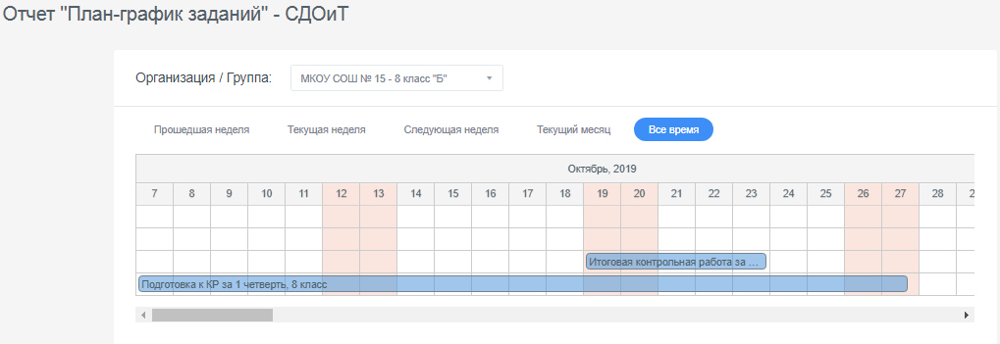 Отчет "План-график заданий" - СДОиТ
Организация / Группа: МКОУ СОШ № 15 - 8 класс "Б"
Прошедшая неделя Текущая неделя Следующая неделя Текущий месяц Все время
Октябрь, 2019
7 8 9 10 11 12 13 14 15 16 17 18 19 20 21 22 23 24 25 26 27 28
Итоговая контрольная работа за ...
Подготовка к КР за 1 четверть, 8 класс